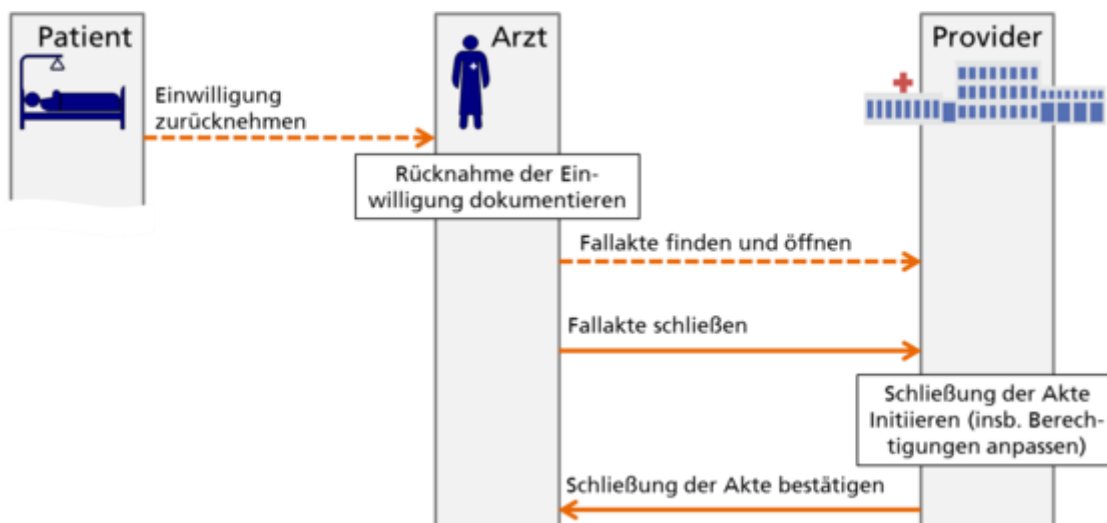 Patient
Arzt
Provider
Einwilligung
zurücknehmen
Rücknahme der Ein-
willigung dokumentieren
Fallakte finden und öffnen
Fallakte schließen
Schließung der Akte
Initiieren (insb. Berech-
tigungen anpassen)
Schließung der Akte bestätigen